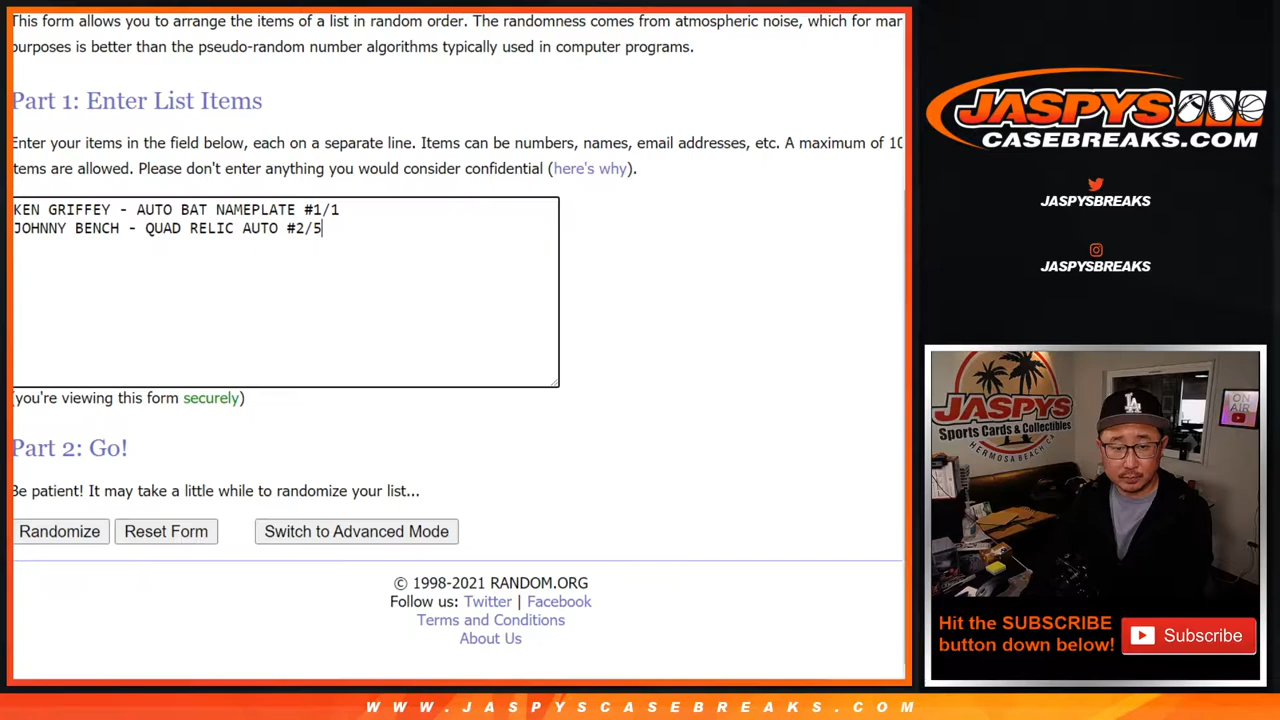 This form allows you to arrange the items of a list in random order. The randomness comes from atmospheric noise, which for mar
purposes is better than the pseudo-random number algorithms typically used in computer programs.
Part 1: Enter List Items
Enter your items in the field below, each on a separate line. Items can be numbers, names, email addresses, etc. A maximum of 10
items are allowed. Please don't enter anything you would consider confidential (here's why).
KEN GRIFFEY - AUTO BAT NAMEPLATE #1/1
JOHNNY BENCH - QUAD RELIC AUTO #2/5
(you're viewing this form securely)
Part 2: Go!
Be patient! It may take a little while to randomize your list...
Randomize Reset Form Switch to Advanced Mode
© 1998-2021 RANDOM.ORG
Follow us: Twitter | Facebook
Terms and Conditions
About Us
JASPYS
CASEBREAKS.COM
JASPYSBREAKS
JASPYSBREAKS
JASPYS
Sports Cards & Collectibles
HERMOSA BEACH, CA
LA
ON
AIR
Hit the SUBSCRIBE
button down below!
Subscribe
WWW.JASPYSCASEBREAKS.COM